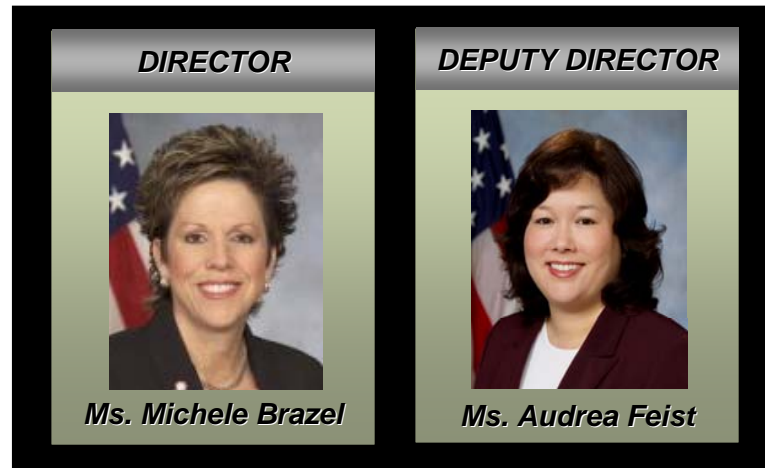 DIRECTOR
Ms. Michele Brazel
DEPUTY DIRECTOR
Ms. Audrea Feist